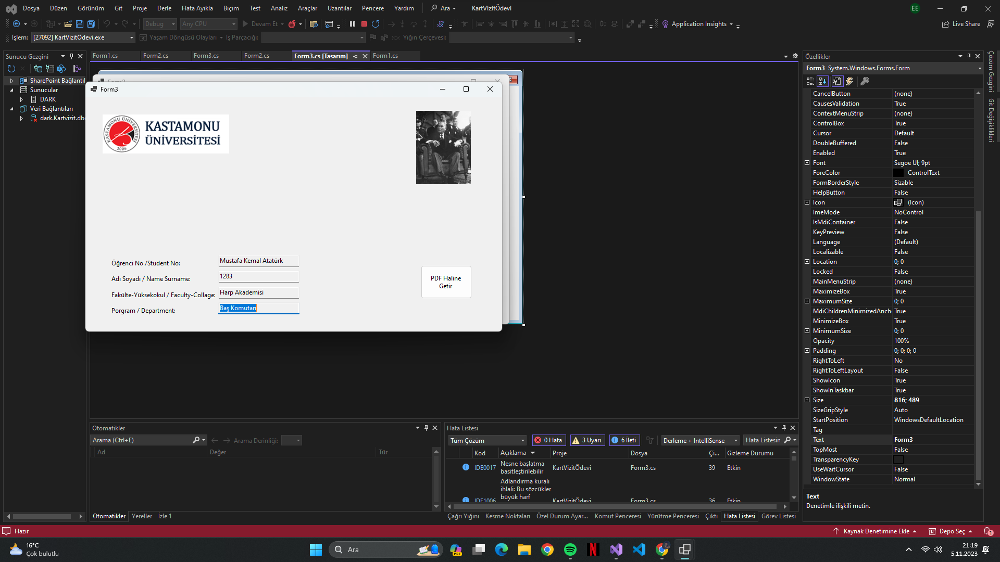 Dosya Düzen Görünüm Git Proje Derle Hata Ayıkla Biçim Test Analiz Araçlar Uzantılar Pencere Yardım Ara KartVizitÖdevi EE
Debug Any CPU Devam Et Application Insights Live Share
İşlem: [27092] KartVizitÖdevi.exe Yaşam Döngüsü Olayları İş Parçacığı: Yığın Çerçevesi:
Sunucu Gezgini
SharePoint Bağlantıl
Sunucular
DARK
Veri Bağlantıları
dark.Kartvizit.db
Form1.cs Form2.cs Form3.cs Form2.cs Form3.cs [Tasarım] Form1.cs
Form3
KASTAMONU
ÜNİVERSİTESİ
KASTAMONU ÜNİVERSİTESİ
2006
Öğrenci No /Student No: Mustafa Kemal Atatürk
Adı Soyadı / Name Surname: 1283
Fakülte-Yüksekokul / Faculty-Collage: Harp Akademisi
Porgram / Department: Baş Komutan
PDF Haline
Getir
Özellikler
Form3 System.Windows.Forms.Form
CancelButton (none)
CausesValidation True
ContextMenuStrip (none)
ControlBox True
Cursor Default
DoubleBuffered False
Enabled True
Font Segoe UI; 9pt
ForeColor ControlText
FormBorderStyle Sizable
HelpButton False
Icon (Icon)
ImeMode NoControl
IsMdiContainer False
KeyPreview False
Language (Default)
Localizable False
Location 0; 0
Locked False
MainMenuStrip (none)
MaximizeBox True
MaximumSize 0; 0
MdiChildrenMinimizedAnch True
MinimizeBox True
MinimumSize 0; 0
Opacity 100%
Padding 0; 0; 0; 0
RightToLeft No
RightToLeftLayout False
ShowIcon True
ShowInTaskbar True
Size 816; 489
SizeGripStyle Auto
StartPosition WindowsDefaultLocation
Tag
Text Form3
TopMost False
TransparencyKey
UseWaitCursor False
WindowState Normal
Text
Denetimle ilişkili metin.
Çözüm Gezgini
Git Değişiklikleri
Otomatikler
Arama (Ctrl+E) Arama Derinliği:
Ad Değer Tür
Otomatikler Yereller İzle 1
Hata Listesi
Tüm Çözüm 0 Hata 3 Uyarı 6 İleti Derleme + IntelliSense Hata Listesin
Kod Açıklama Proje Dosya Çi... Gizleme Durumu
IDE0017 Nesne başlatma basitleştirilebilir KartVizitÖdevi Form3.cs 39 Etkin
Adlandırma kuralı
ihlali: Bu sözcükler
büyük harf
IDE1006 KartVizitÖdevi Form3.cs 36 Etkin
Çağrı Yığını Kesme Noktaları Özel Durum Ayar... Komut Penceresi Yürütme Penceresi Çıktı Hata Listesi Görev Listesi
Hazır Kaynak Denetimine Ekle Depo Seç 1
16°C
Çok bulutlu
Ara
PRE
21:19
5.11.2023